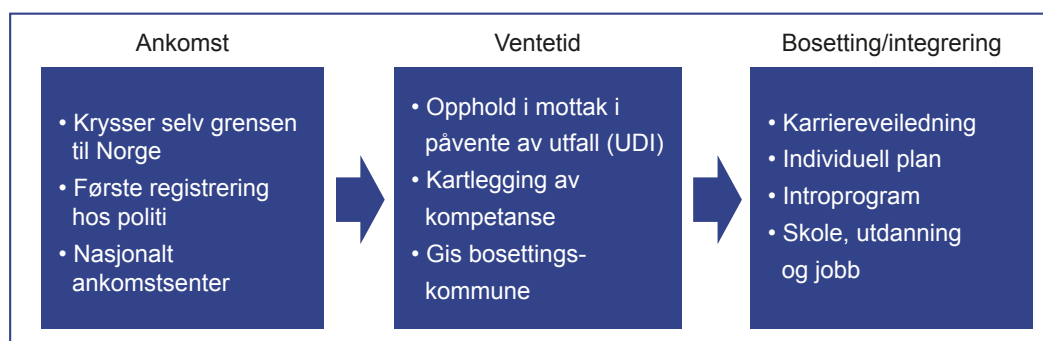 Ankomst
• Krysser selv grensen
til Norge
• Første registrering
hos politi
• Nasjonalt
ankomstsenter
Ventetid
• Opphold i mottak i
påvente av utfall (UDI)
• Kartlegging av
kompetanse
• Gis bosettings-
kommune
Bosetting/integrering
• Karriereveiledning
• Individuell plan
• Introprogram
• Skole, utdanning
og jobb